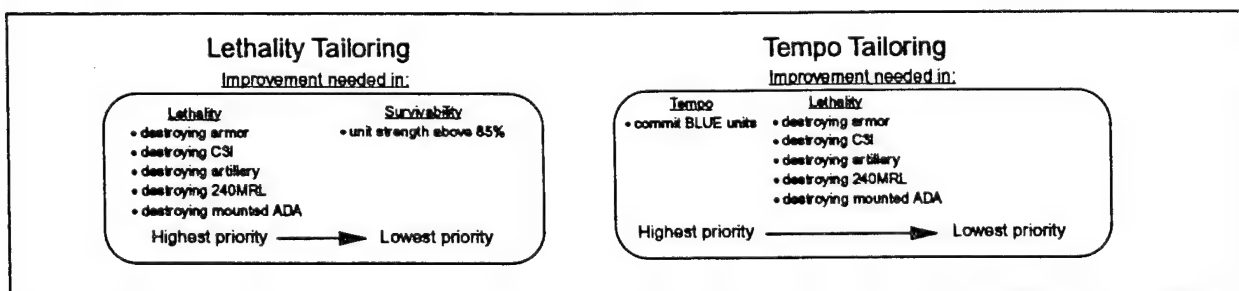 Lethality Tailoring
Improvement needed in:
Lethality
• destroying armor
• destroying CSI
• destroying artillery
• destroying 240MRL
• destroying mounted ADA
Survivability
• unit strength above 85%
Highest priority
Lowest priority
Tempo Tailoring
Improvement needed in:
Tempo
• commit BLUE units
Lethality
• destroying armor
• destroying CSI
• destroying artillery
• destroying 240MRL
• destroying mounted ADA
Highest priority
Lowest priority